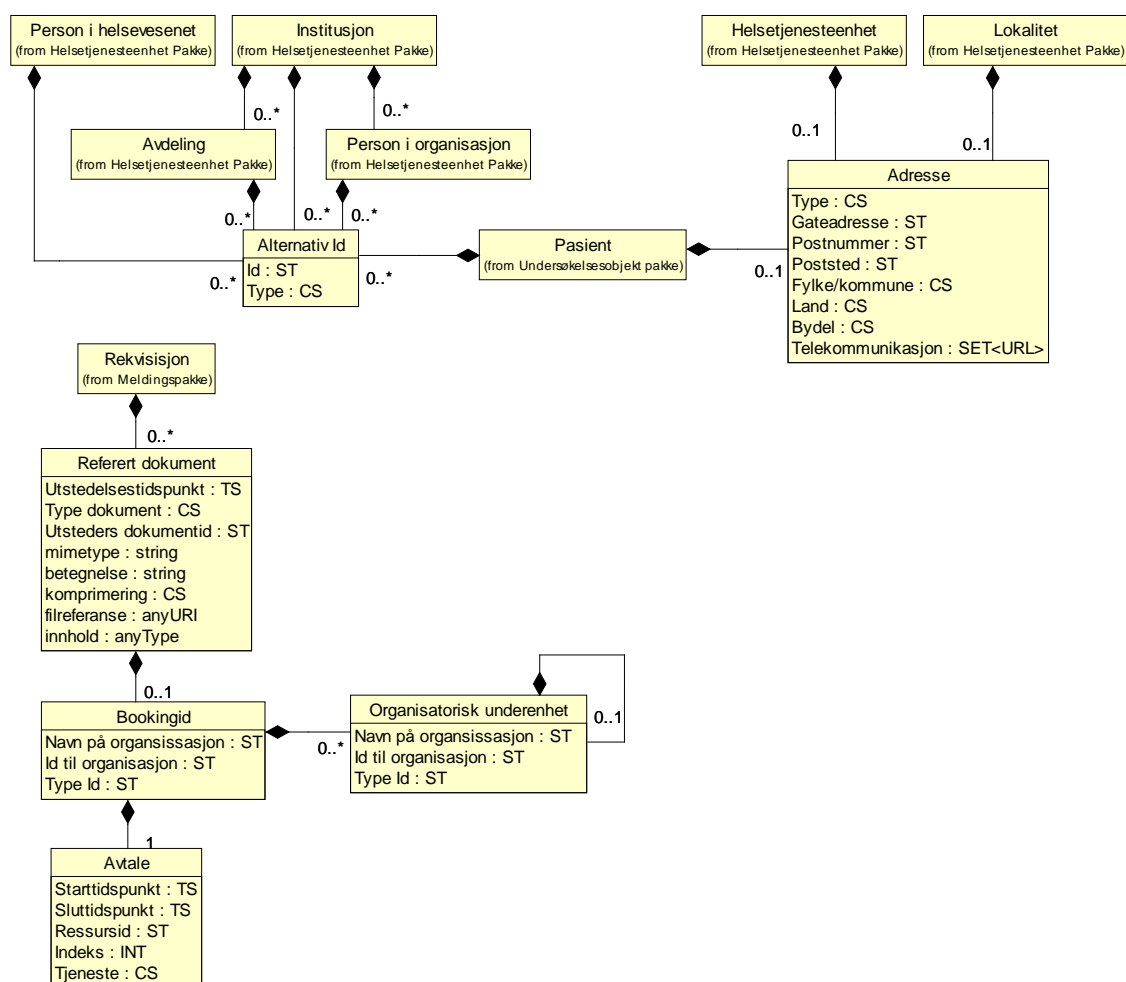 Person i helsevesenet
(from Helsetjenesteenhet Pakke)
Institusjon
(from Helsetjenesteenhet Pakke)
Helsetjenesteenhet
(from Helsetjenesteenhet Pakke)
Lokalitet
(from Helsetjenesteenhet Pakke)
0..*
0..*
Avdeling
(from Helsetjenesteenhet Pakke)
Person i organisasjon
(from Helsetjenesteenhet Pakke)
0..1
0..1
0..*
0..*
0..*
Alternativ Id
Id : ST
Type : CS
0..*
0..*
Pasient
(from Undersøkelsesobjekt pakke)
0..1
Adresse
Type : CS
Gateadresse : ST
Postnummer : ST
Poststed : ST
Fylke/kommune : CS
Land : CS
Bydel : CS
Telekommunikasjon : SET<URL>
Rekvisisjon
(from Meldingspakke)
0..*
Referert dokument
Utstedelsestidspunkt : TS
Type dokument : CS
Utsteders dokumentid : ST
mimetype : string
betegnelse : string
komprimering : CS
filreferanse : anyURI
innhold : anyType
0..1
Bookingid
Navn på organsissasjon : ST
Id til organisasjon : ST
Type Id : ST
0..*
Organisatorisk underenhet
Navn på organsissasjon : ST
Id til organisasjon : ST
Type Id : ST
0..1
1
Avtale
Starttidspunkt : TS
Sluttidspunkt : TS
Ressursid : ST
Indeks : INT
Tjeneste : CS